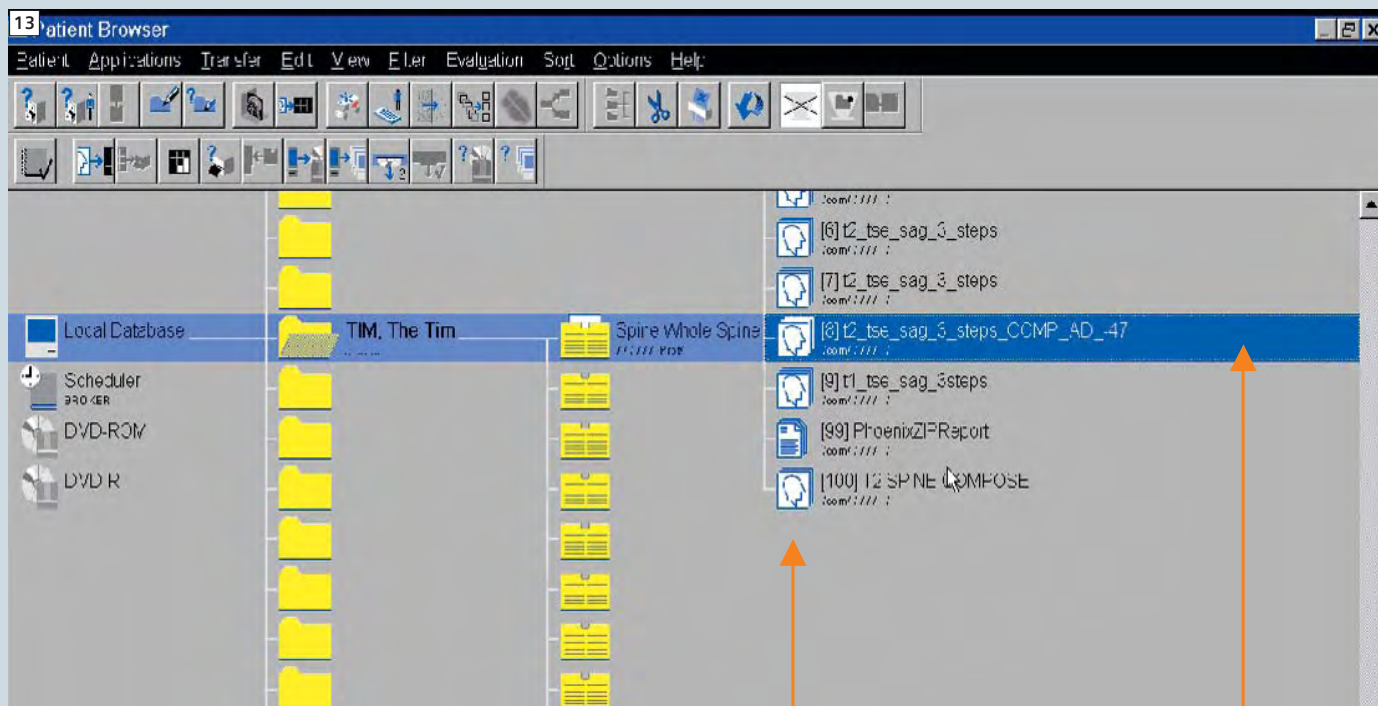 13
Patient Browser
Patient Applications Transfer Edit View Filter Evaluation Sort Options Help
[6] t2_tse_sag_3_steps
[7] t2_tse_sag_3_steps
Local Database
TIM, The Tim
Spine Whole Spine
[8] t2_tse_sag_3_steps_COMP_AD_-47
Scheduler
BROKER
[9] t1_tse_sag_3steps
DVD-ROM
[99] PhoenixZIPReport
DVD R
[100] T2 SPINE COMPOSE